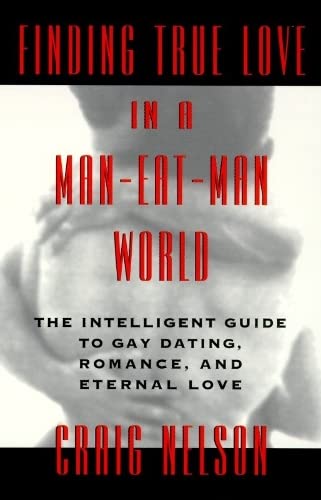 FINDING TRUE LOVE
IN A
MAN-EAT-MAN
WORLD
THE INTELLIGENT GUIDE
TO GAY DATING,
ROMANCE, AND
ETERNAL LOVE
CRAIG NELSON